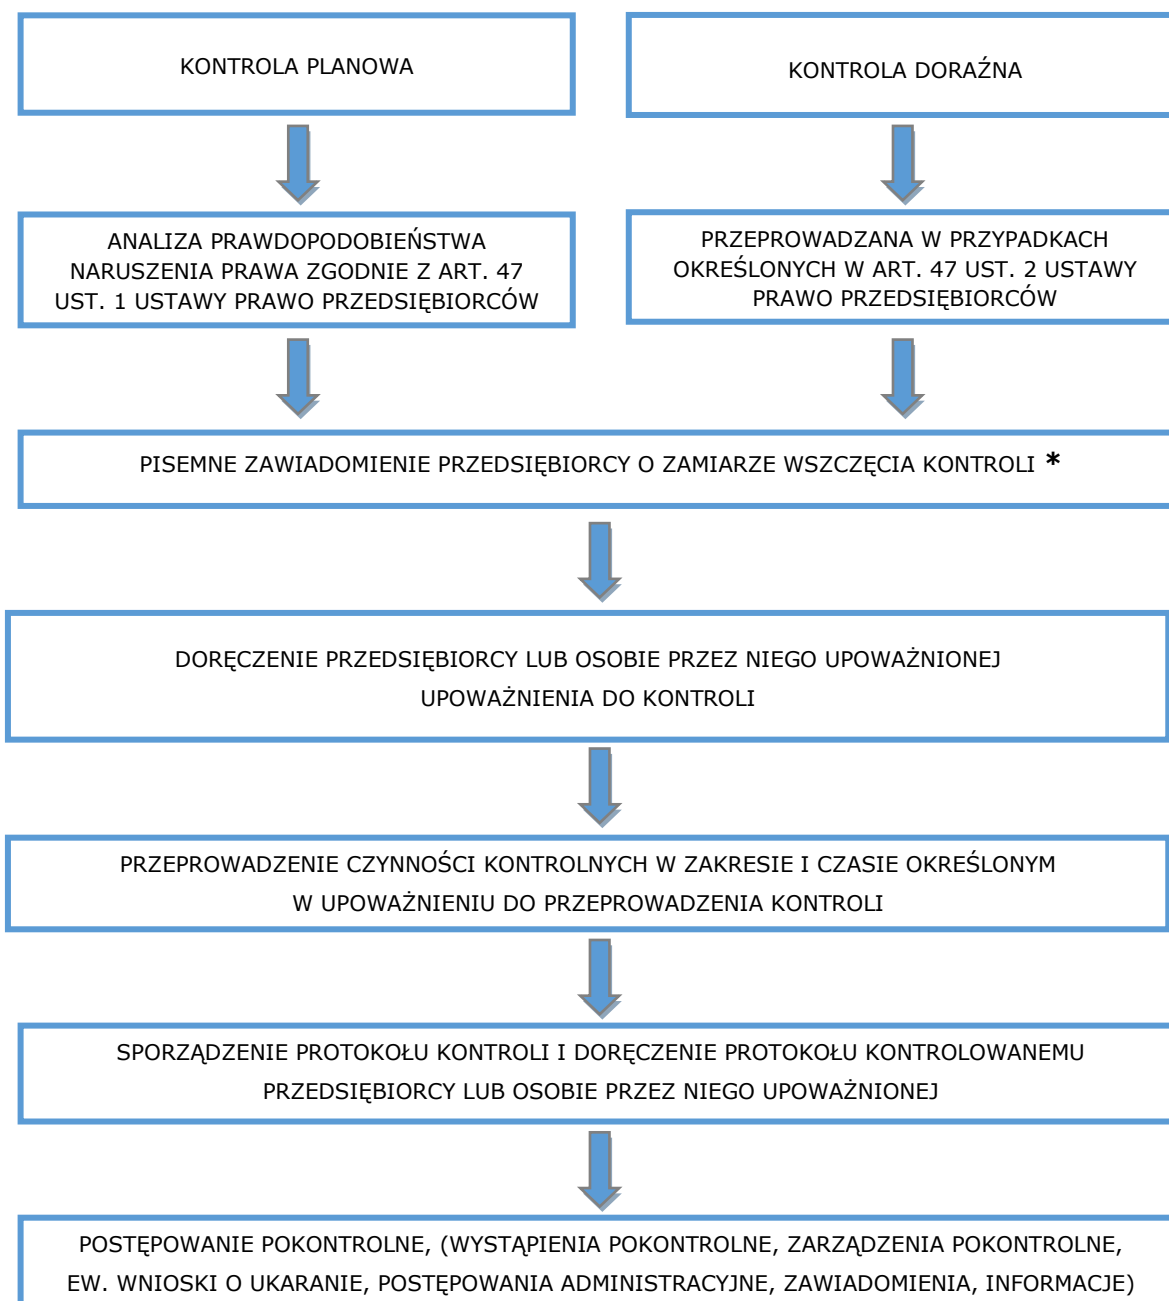 KONTROLA PLANOWA
KONTROLA DORAŹNA
ANALIZA PRAWDOPODOBIEŃSTWA
NARUSZENIA PRAWA ZGODNIE Z ART. 47
UST. 1 USTAWY PRAWO PRZEDSIĘBIORCÓW
PRZEPROWADZANA W PRZYPADKACH
OKREŚLONYCH W ART. 47 UST. 2 USTAWY
PRAWO PRZEDSIĘBIORCÓW
PISEMNE ZAWIADOMIENIE PRZEDSIĘBIORCY O ZAMIARZE WSZCZĘCIA KONTROLI *
DORĘCZENIE PRZEDSIĘBIORCY LUB OSOBIE PRZEZ NIEGO UPOWAŻNIONEJ
UPOWAŻNIENIA DO KONTROLI
PRZEPROWADZENIE CZYNNOŚCI KONTROLNYCH W ZAKRESIE I CZASIE OKREŚLONYM
W UPOWAŻNIENIU DO PRZEPROWADZENIA KONTROLI
SPORZĄDZENIE PROTOKOŁU KONTROLI I DORĘCZENIE PROTOKOŁU KONTROLOWANEMU
PRZEDSIĘBIORCY LUB OSOBIE PRZEZ NIEGO UPOWAŻNIONEJ
POSTĘPOWANIE POKONTROLNE, (WYSTĄPIENIA POKONTROLNE, ZARZĄDZENIA POKONTROLNE,
EW. WNIOSKI O UKARANIE, POSTĘPOWANIA ADMINISTRACYJNE, ZAWIADOMIENIA, INFORMACJE)